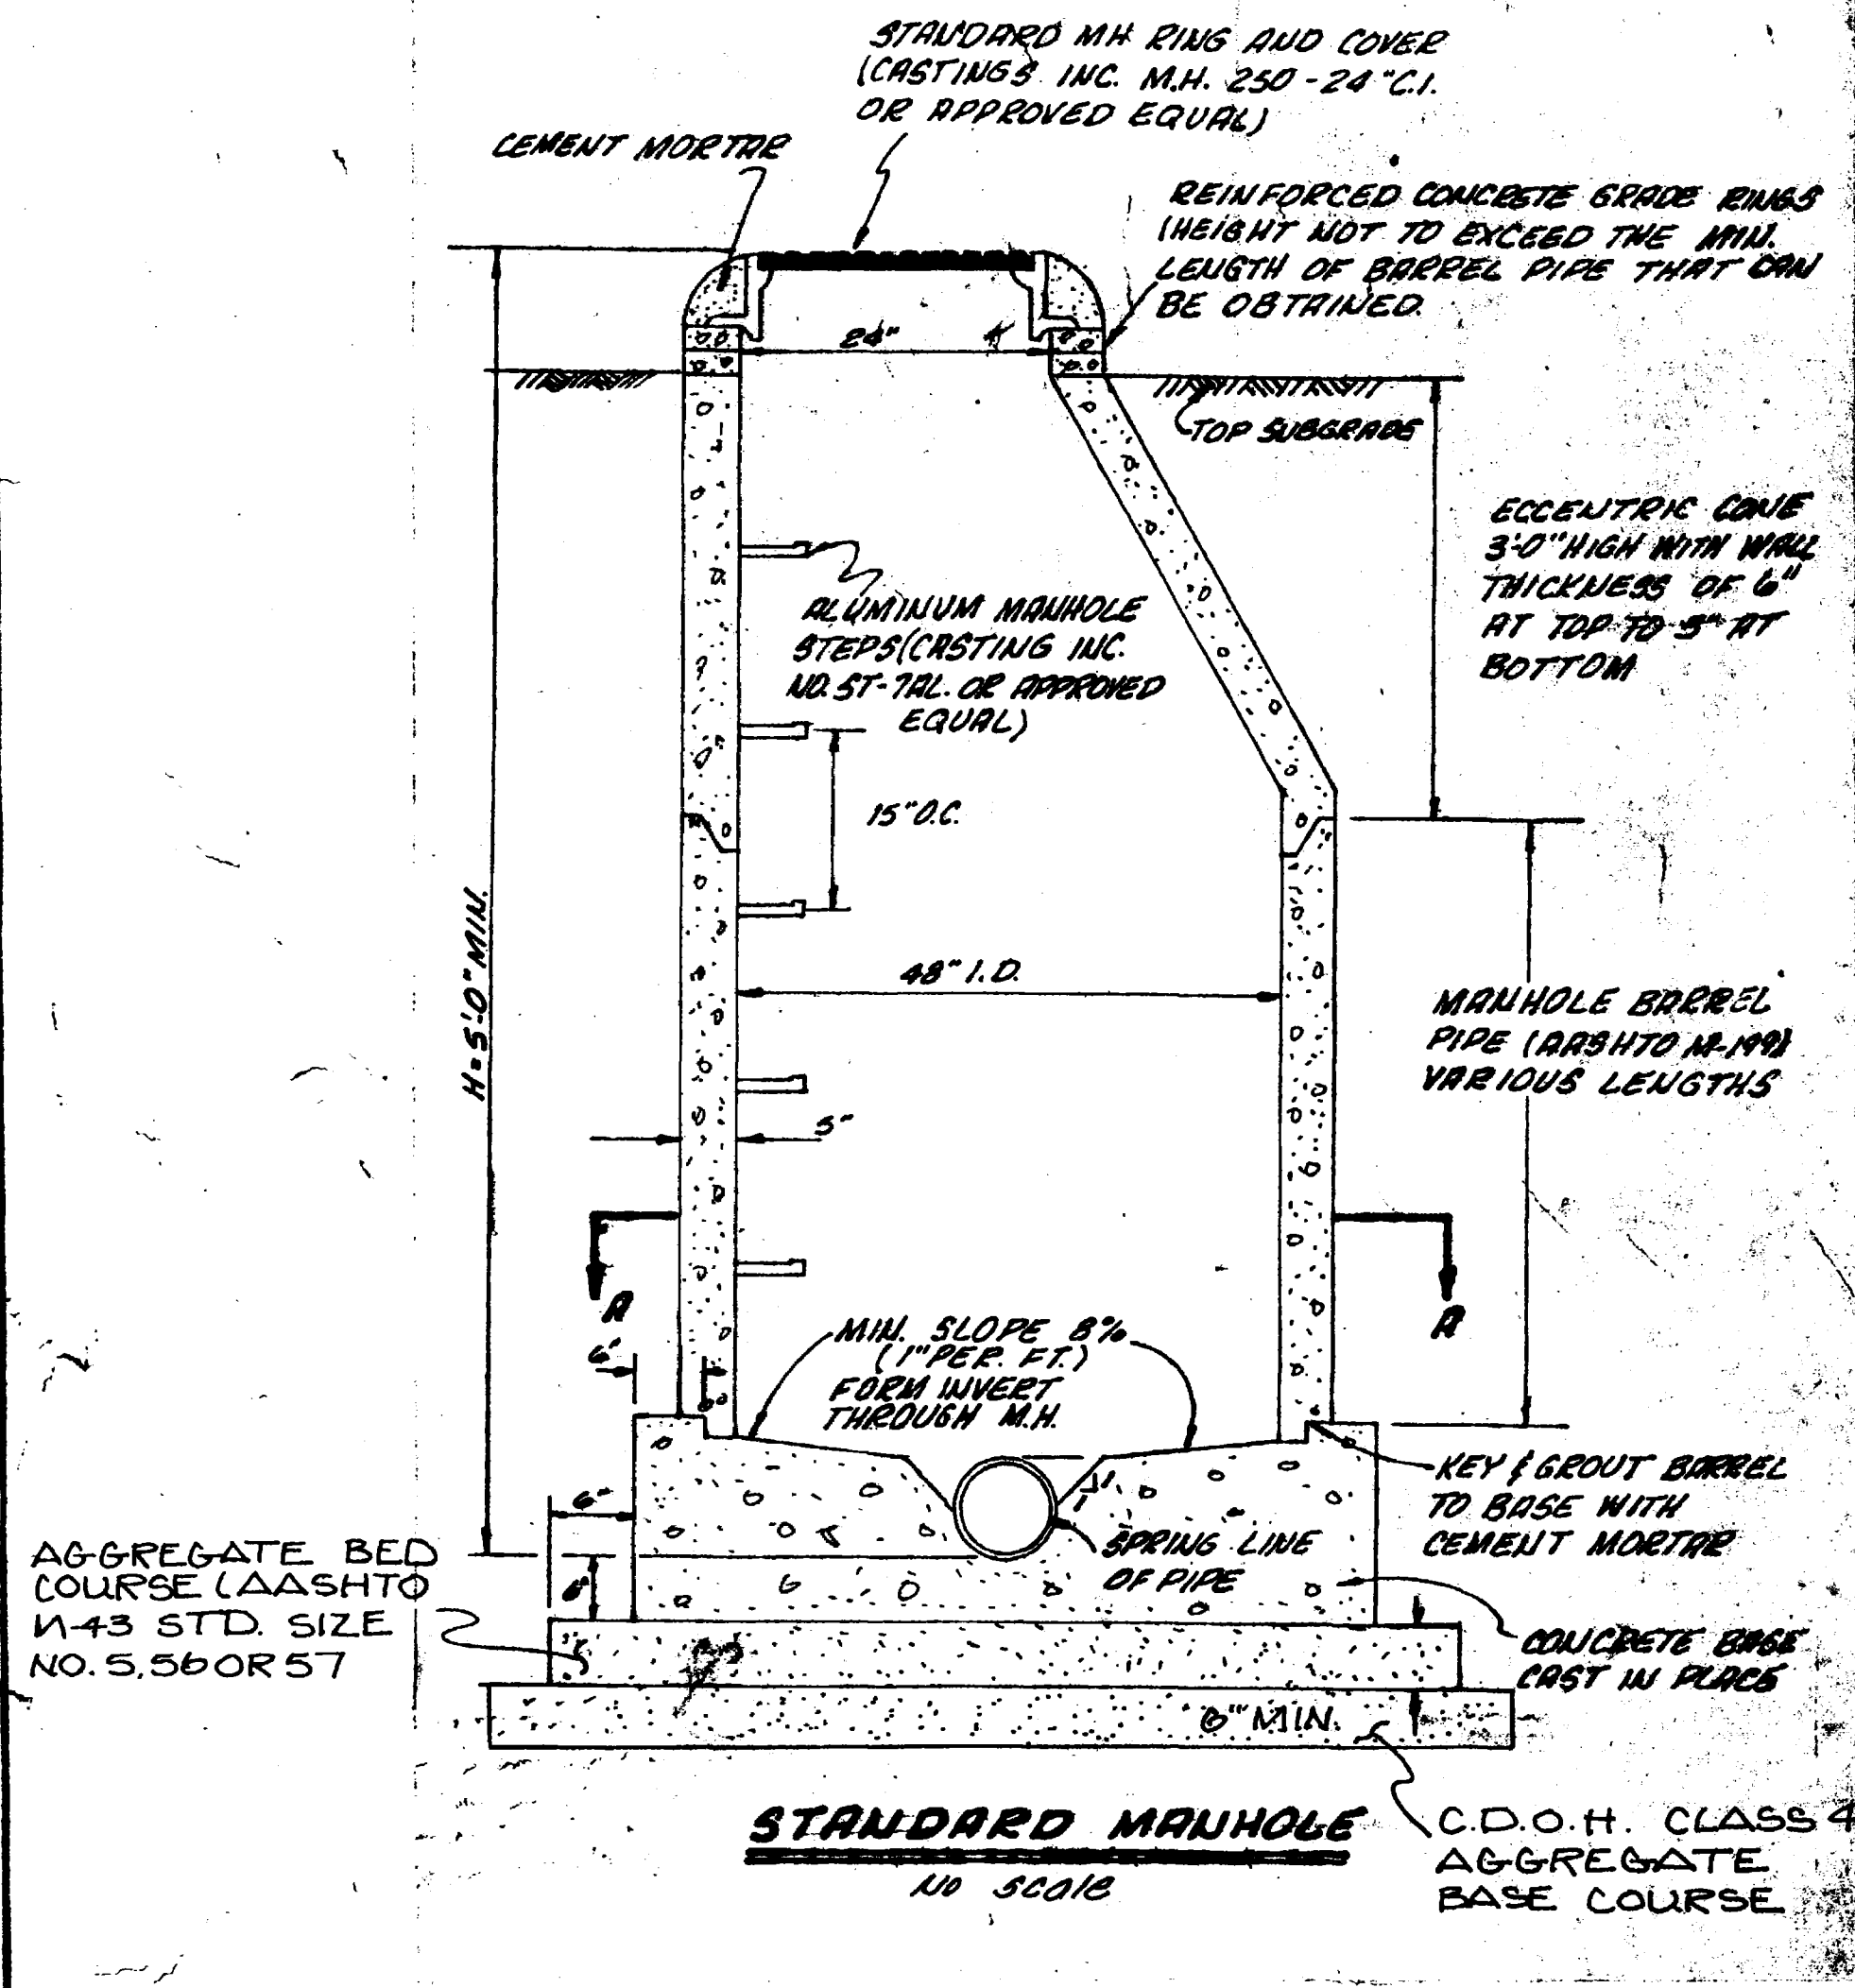 STANDARD MH RING AND COVER
(CASTINGS INC. M.H. 250-24"C.I.
OR APPROVED EQUAL)
CEMENT MORTAR
REINFORCED CONCRETE GRADE RINGS
(HEIGHT NOT TO EXCEED THE MIN.
LENGTH OF BARREL PIPE THAT CAN
BE OBTAINED.
24"
TOP SUBGRADE
ECCENTRIC CONE
3'-0" HIGH WITH WALL
THICKNESS OF 6"
AT TOP TO 5" AT
BOTTOM
ALUMINUM MANHOLE
STEPS(CASTING INC.
NO. ST-7AL. OR APPROVED
EQUAL)
15" O.C.
H=5'-0" MIN.
48" I.D.
MANHOLE BARREL
PIPE (AASHTO M-199)
VARIOUS LENGTHS
5"
A
A
6"
MIN. SLOPE 8%
(1" PER. FT.)
FORM INVERT
THROUGH M.H.
KEY & GROUT BARREL
TO BASE WITH
CEMENT MORTAR
6"
SPRING LINE
OF PIPE
6"
AGGREGATE BED
COURSE (AASHTO
M-43 STD. SIZE
NO. 5,56 OR 57
CONCRETE BASE
CAST IN PLACE
6" MIN.
STANDARD MANHOLE
NO SCALE
C.D.O.H. CLASS 4
AGGREGATE
BASE COURSE